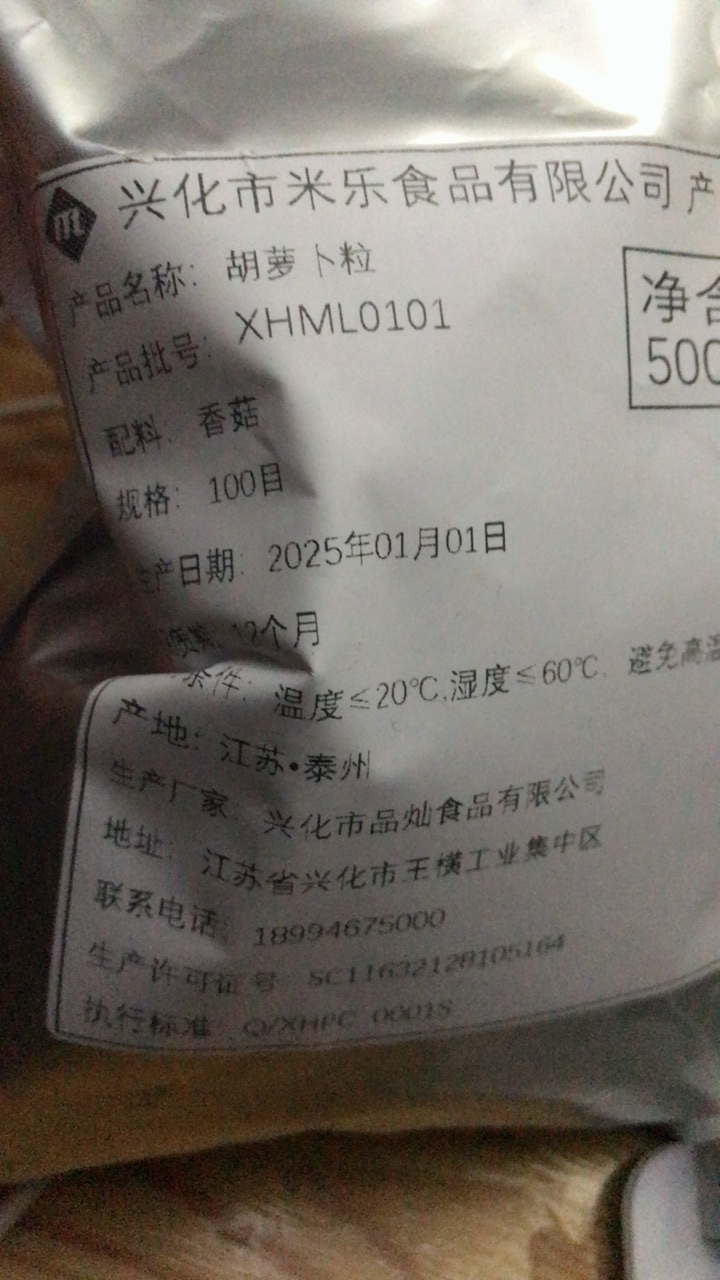 兴化市米乐食品有限公司 产
产品名称：胡萝卜粒
净含
500
产品批号：XHML0101
配料：香菇
规格：100目
生产日期：2025年01月01日
质期：12个月
条件：温度≤20℃,湿度≤60℃，避免高温
产地：江苏•泰州
生产厂家：兴化市品灿食品有限公司
地址：江苏省兴化市王横工业集中区
联系电话：18994675000
生产许可证号 SC11632128105164
执行标准：Q/XHPC 0001S